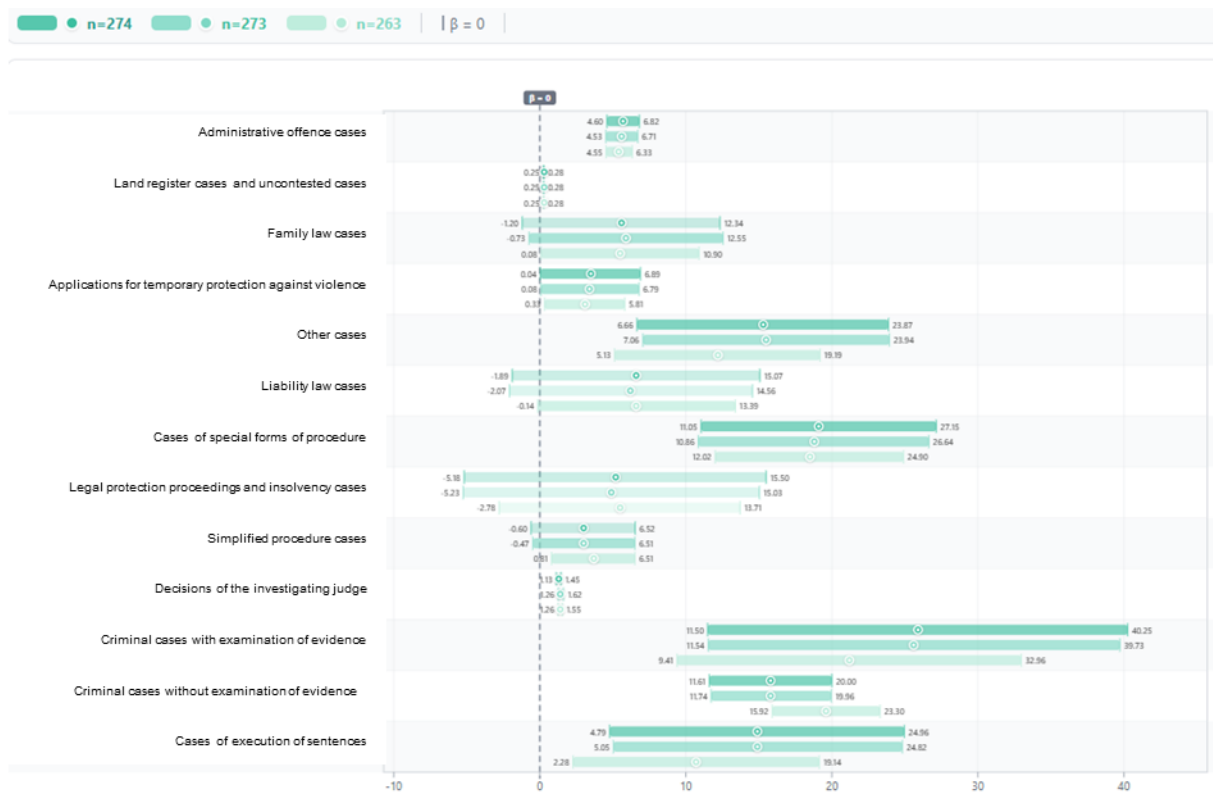 n=274 n=273 n=263 β = 0
β = 0
Administrative offence cases
4.60 6.82
4.53 6.71
4.55 6.33
Land register cases and uncontested cases
0.25 0.28
0.25 0.28
0.25 0.28
Family law cases
-1.20 12.34
-0.73 12.55
0.08 10.90
Applications for temporary protection against violence
0.04 6.89
0.08 6.79
0.33 5.81
Other cases
6.66 23.87
7.06 23.94
5.13 19.19
Liability law cases
-1.89 15.07
-2.07 14.56
-0.14 13.39
Cases of special forms of procedure
11.05 27.15
10.86 26.64
12.02 24.90
Legal protection proceedings and insolvency cases
-5.18 15.50
-5.23 15.03
-2.78 13.71
Simplified procedure cases
-0.60 6.52
-0.47 6.51
6.51
Decisions of the investigating judge
1.13 1.45
1.26 1.62
1.26 1.55
Criminal cases with examination of evidence
11.50 40.25
11.54 39.73
9.41 32.96
Criminal cases without examination of evidence
11.61 20.00
11.74 19.96
15.92 23.30
Cases of execution of sentences
4.79 24.96
5.05 24.82
2.28 19.14
-10 0 10 20 30 40